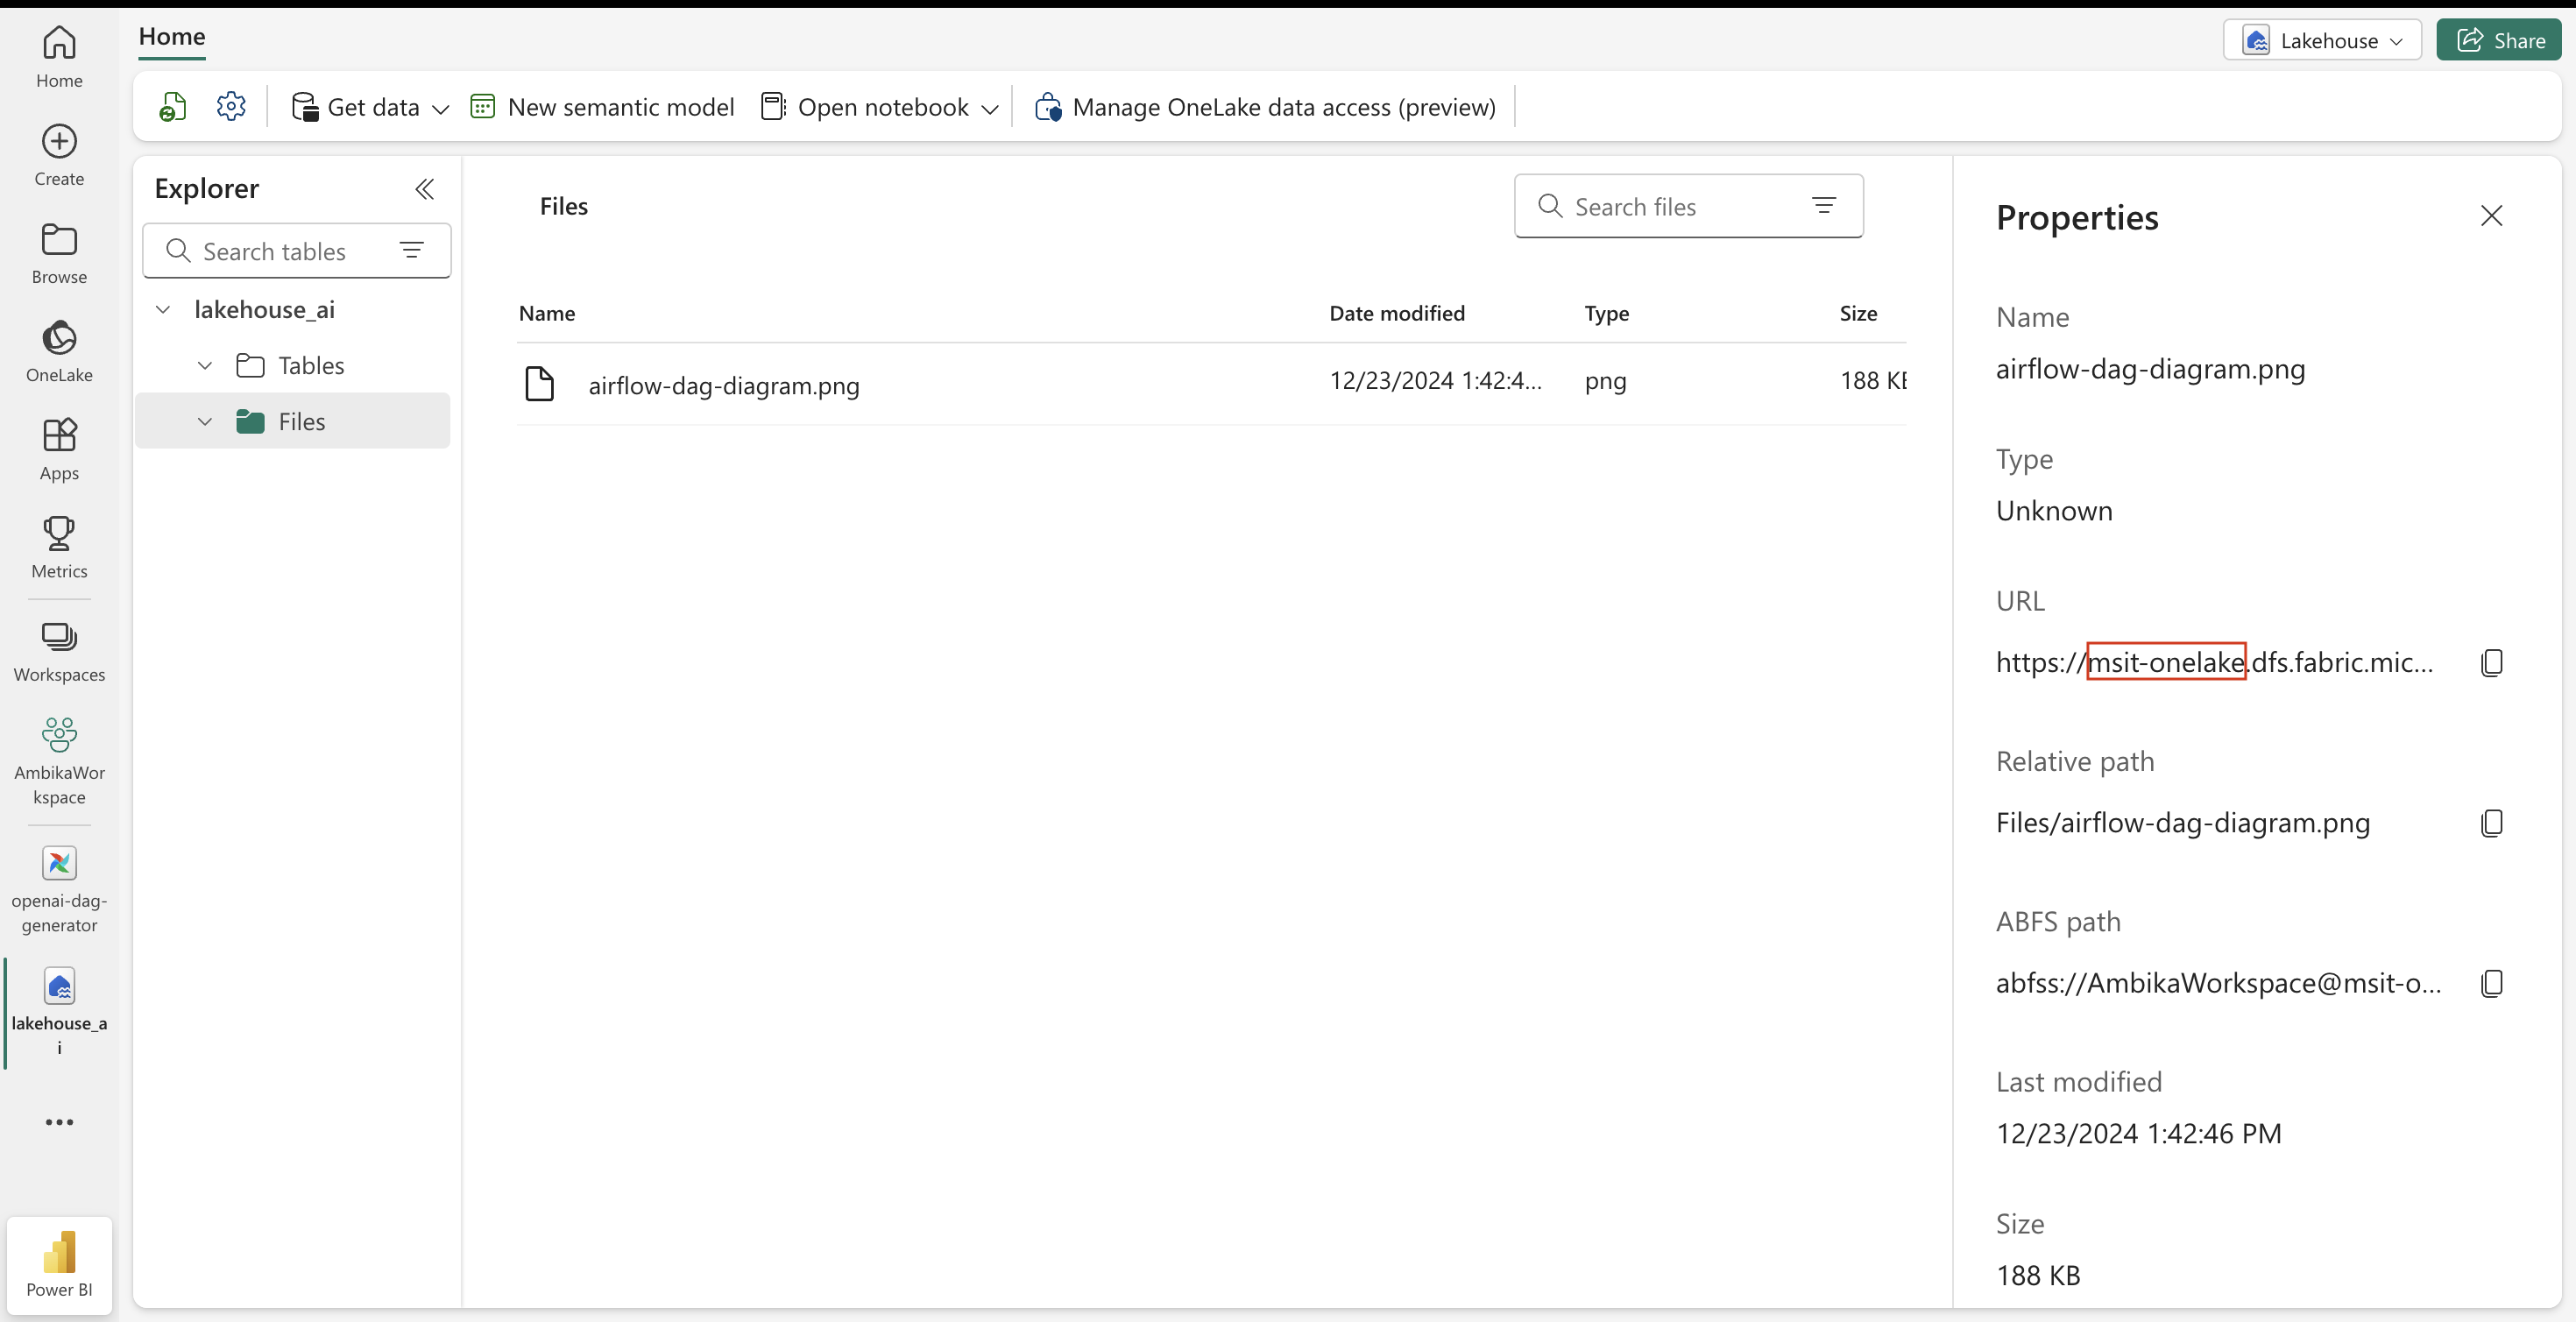 Home
Create
Browse
OneLake
Apps
Metrics
Workspaces
AmbikaWor
kspace
openai-dag-
generator
lakehouse_a
i
Power BI
Home
Lakehouse
Share
Get data
New semantic model
Open notebook
Manage OneLake data access (preview)
Explorer
Search tables
lakehouse_ai
Tables
Files
Files
Search files
Name Date modified Type Size
airflow-dag-diagram.png 12/23/2024 1:42:4... png 188 KB
Properties
Name
airflow-dag-diagram.png
Type
Unknown
URL
https://msit-onelake.dfs.fabric.mic...
Relative path
Files/airflow-dag-diagram.png
ABFS path
abfss://AmbikaWorkspace@msit-o...
Last modified
12/23/2024 1:42:46 PM
Size
188 KB